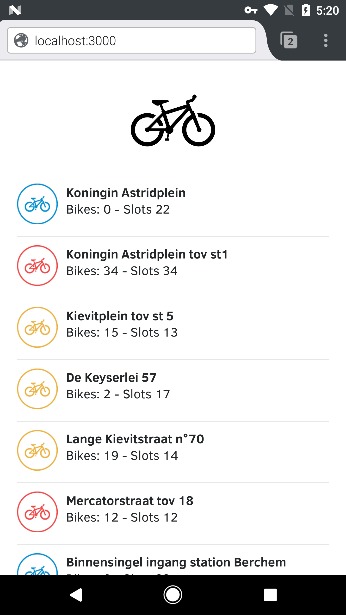 5:20
localhost:3000
2
Koningin Astridplein
Bikes: 0 - Slots 22
Koningin Astridplein tov st1
Bikes: 34 - Slots 34
Kievitplein tov st 5
Bikes: 15 - Slots 13
De Keyserlei 57
Bikes: 2 - Slots 17
Lange Kievitstraat n°70
Bikes: 19 - Slots 14
Mercatorstraat tov 18
Bikes: 12 - Slots 12
Binnensingel ingang station Berchem